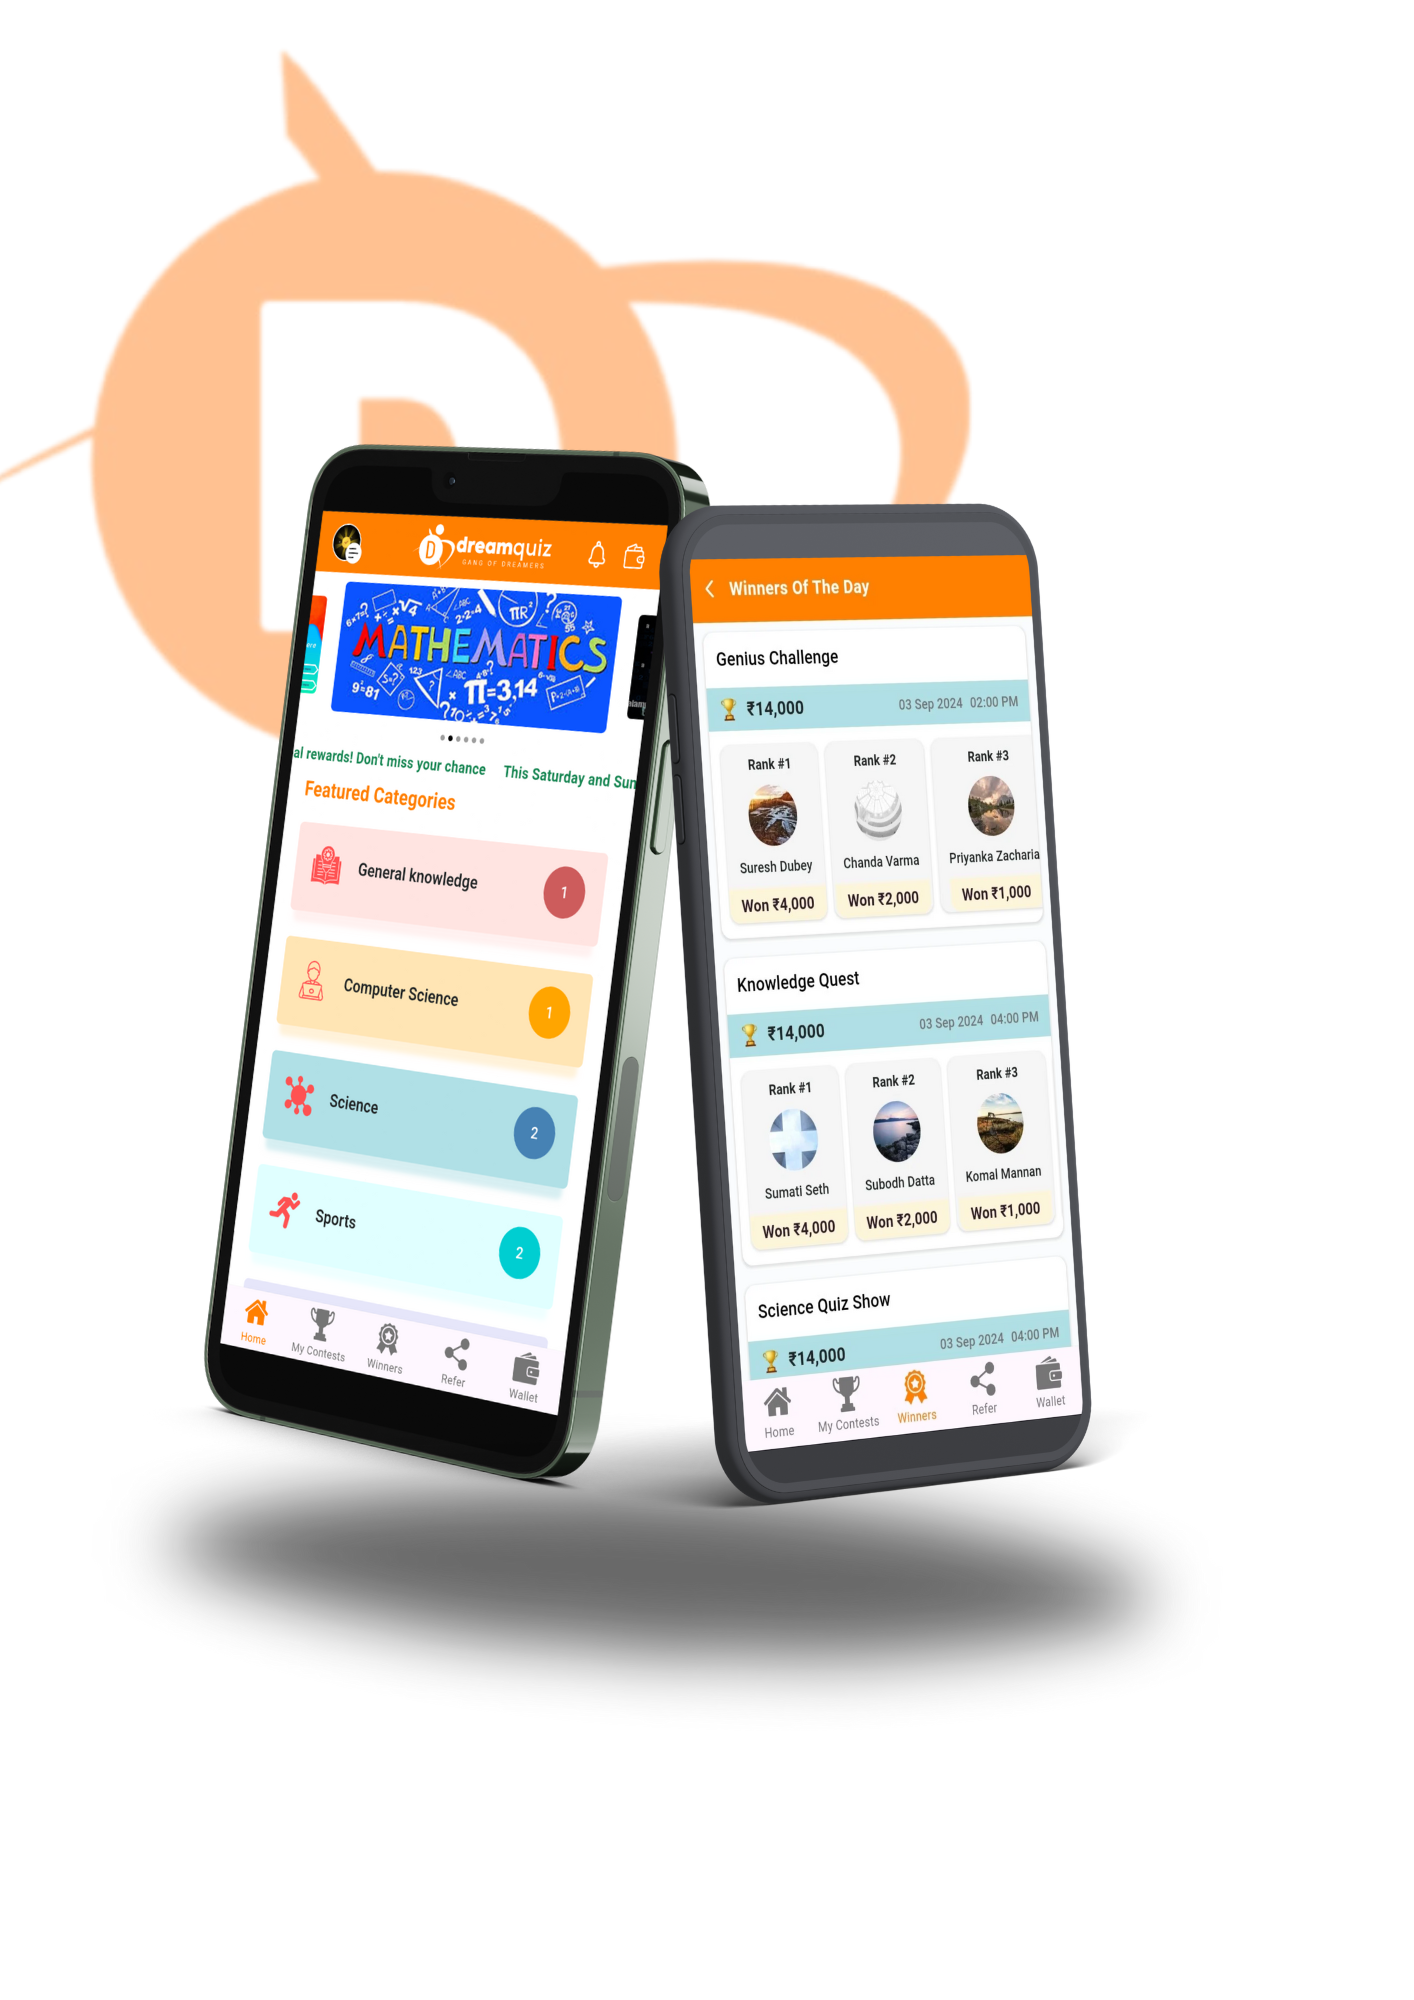 D
dreamquiz
GANG OF DREAMERS
MATHEMATICS
π=3,14
9²=81
al rewards! Don't miss your chance This Saturday and Sun
Featured Categories
General knowledge
1
Computer Science
1
Science
2
Sports
2
Home
My Contests
Winners
Refer
Wallet
Winners Of The Day
Genius Challenge
₹14,000 03 Sep 2024 02:00 PM
Rank #1 Rank #2 Rank #3
Suresh Dubey Chanda Varma Priyanka Zacharia
Won ₹4,000 Won ₹2,000 Won ₹1,000
Knowledge Quest
₹14,000 03 Sep 2024 04:00 PM
Rank #1 Rank #2 Rank #3
Sumati Seth Subodh Datta Komal Mannan
Won ₹4,000 Won ₹2,000 Won ₹1,000
Science Quiz Show
₹14,000 03 Sep 2024 04:00 PM
Home My Contests Winners Refer Wallet